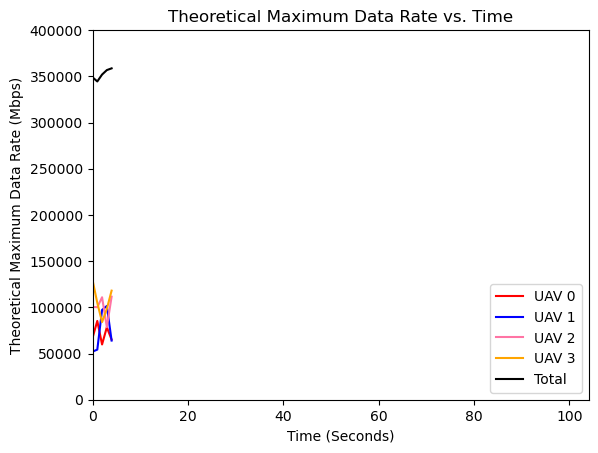 Theoretical Maximum Data Rate vs. Time
Theoretical Maximum Data Rate (Mbps)
400000
350000
300000
250000
200000
150000
100000
50000
0
UAV 0
UAV 1
UAV 2
UAV 3
Total
0 20 40 60 80 100
Time (Seconds)